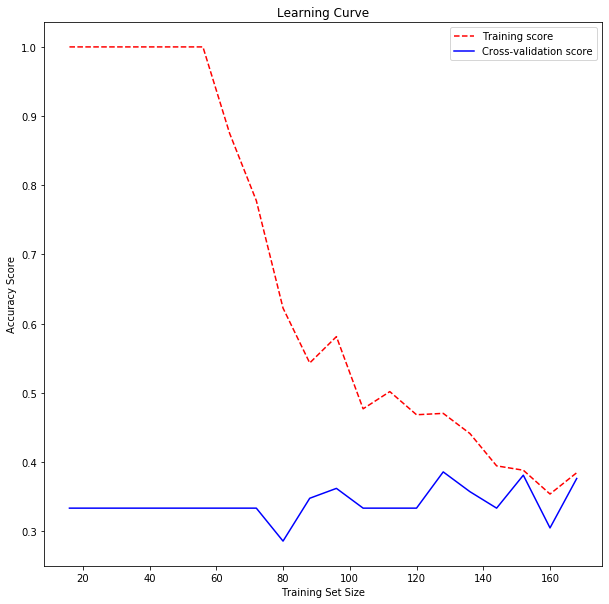 Learning Curve
Training score
Cross-validation score
Accuracy Score
1.0
0.9
0.8
0.7
0.6
0.5
0.4
0.3
20 40 60 80 100 120 140 160
Training Set Size